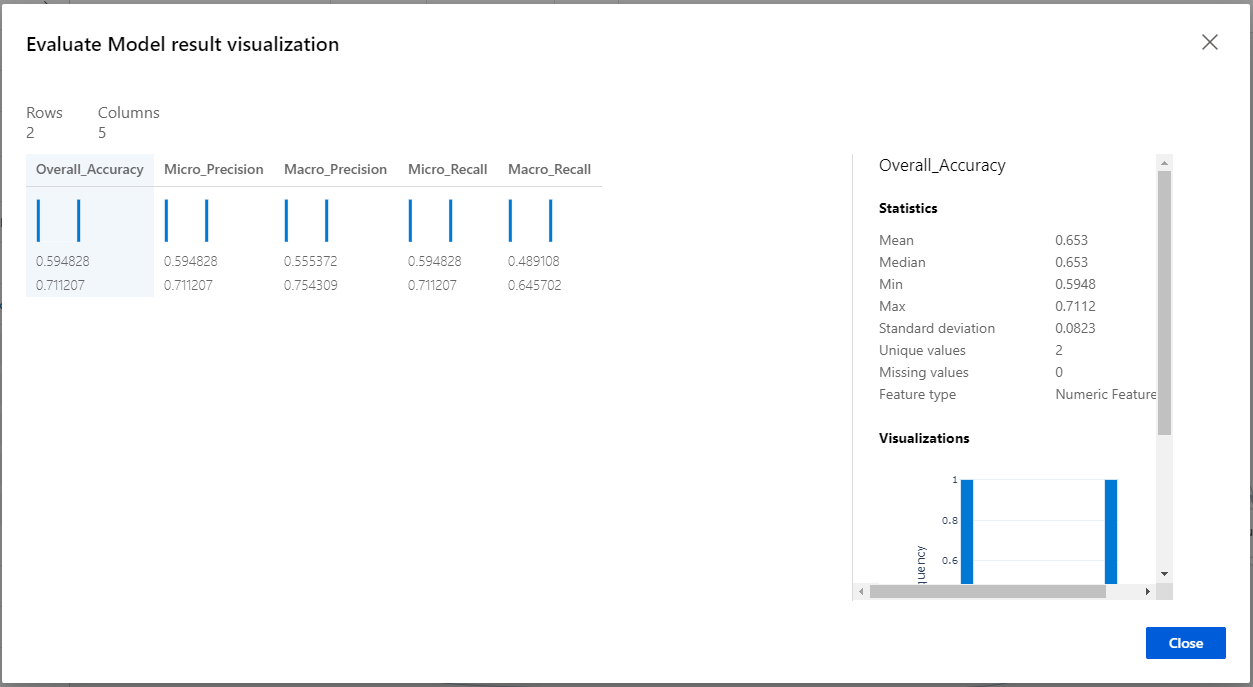 Evaluate Model result visualization
Rows Columns
2 5
Overall_Accuracy Micro_Precision Macro_Precision Micro_Recall Macro_Recall
0.594828 0.594828 0.555372 0.594828 0.489108
0.711207 0.711207 0.754309 0.711207 0.645702
Overall_Accuracy
Statistics
Mean 0.653
Median 0.653
Min 0.5948
Max 0.7112
Standard deviation 0.0823
Unique values 2
Missing values 0
Feature type Numeric Feature
Visualizations
1
0.8
0.6
quency
Close